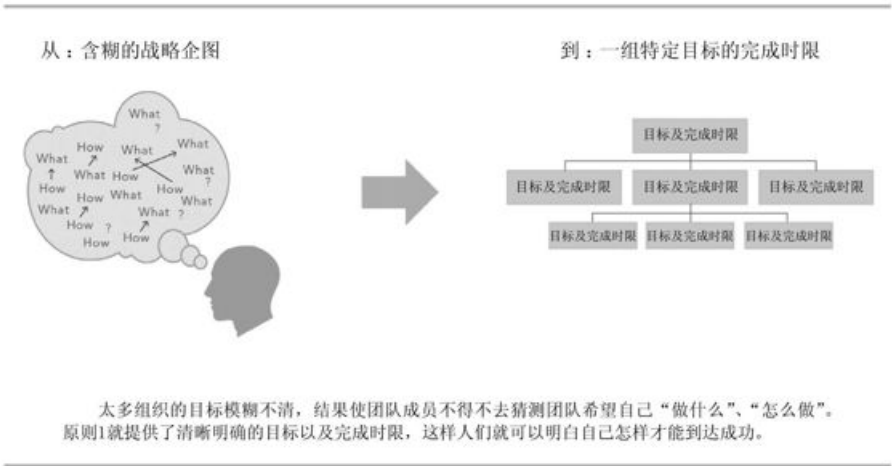 从：含糊的战略企图
到：一组特定目标的完成时限
What
?
How
What
What
What
What
How
What
?
How
How
How
What
What
What
What
?
How
?
How
How
目标及完成时限
目标及完成时限
目标及完成时限
目标及完成时限
目标及完成时限
目标及完成时限
目标及完成时限
太多组织的目标模糊不清，结果使团队成员不得不去猜测团队希望自己“做什么”、“怎么做”。
原则1就提供了清晰明确的目标以及完成时限，这样人们就可以明白自己怎样才能到达成功。